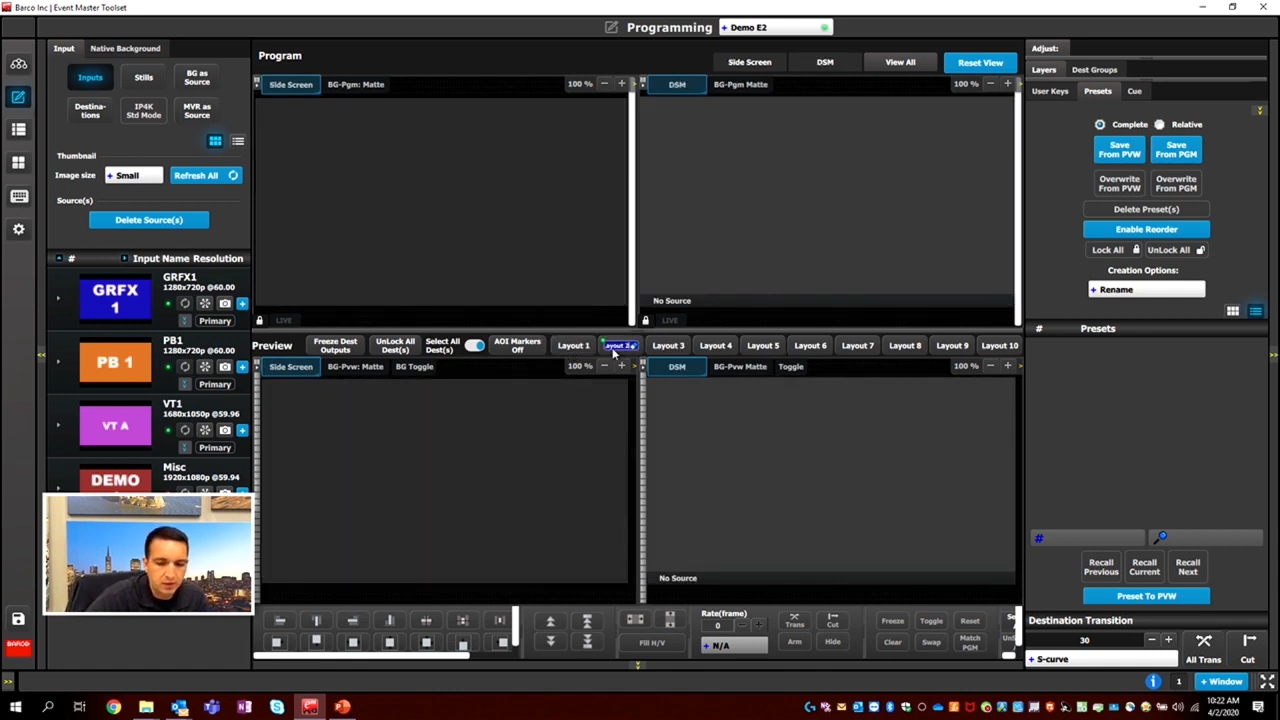 Barco Inc | Event Master Toolset
Programming
+ Demo E2
Input
Native Background
Inputs
Stills
BG as Source
Destina-tions
IP4K Std Mode
MVR as Source
Thumbnail
Image size
+ Small
Refresh All
Source(s)
Delete Source(s)
#
Input Name Resolution
GRFX 1
GRFX1
1280x720p @60.00
Primary
PB 1
PB1
1280x720p @60.00
Primary
VT A
VT1
1680x1050p @59.96
Primary
DEMO
Misc
1920x1080p @59.94
Program
Side Screen
DSM
View All
Reset View
Side Screen
BG-Pgm: Matte
100 %
DSM
BG-Pgm Matte
100 %
No Source
LIVE
LIVE
Preview
Freeze Dest Outputs
UnLock All Dest(s)
Select All Dest(s)
AOI Markers Off
Layout 1
Layout 3
Layout 4
Layout 5
Layout 6
Layout 7
Layout 8
Layout 9
Layout 10
Side Screen
BG-Pvw: Matte
BG Toggle
100 %
DSM
BG-Pvw Matte
Toggle
100 %
No Source
Fill H/V
Rate(frame)
0
+ N/A
Trans
Cut
Arm
Hide
Freeze
Toggle
Reset
Clear
Swap
Match PGM
Adjust:
Layers
Dest Groups
User Keys
Presets
Cue
Complete
Relative
Save From PVW
Save From PGM
Overwrite From PVW
Overwrite From PGM
Delete Preset(s)
Enable Reorder
Lock All
UnLock All
Creation Options:
+ Rename
#
Presets
#
Recall Previous
Recall Current
Recall Next
Preset To PVW
Destination Transition
30
+ S-curve
All Trans
Cut
1
+ Window
BARCO
10:22 AM
4/2/2020